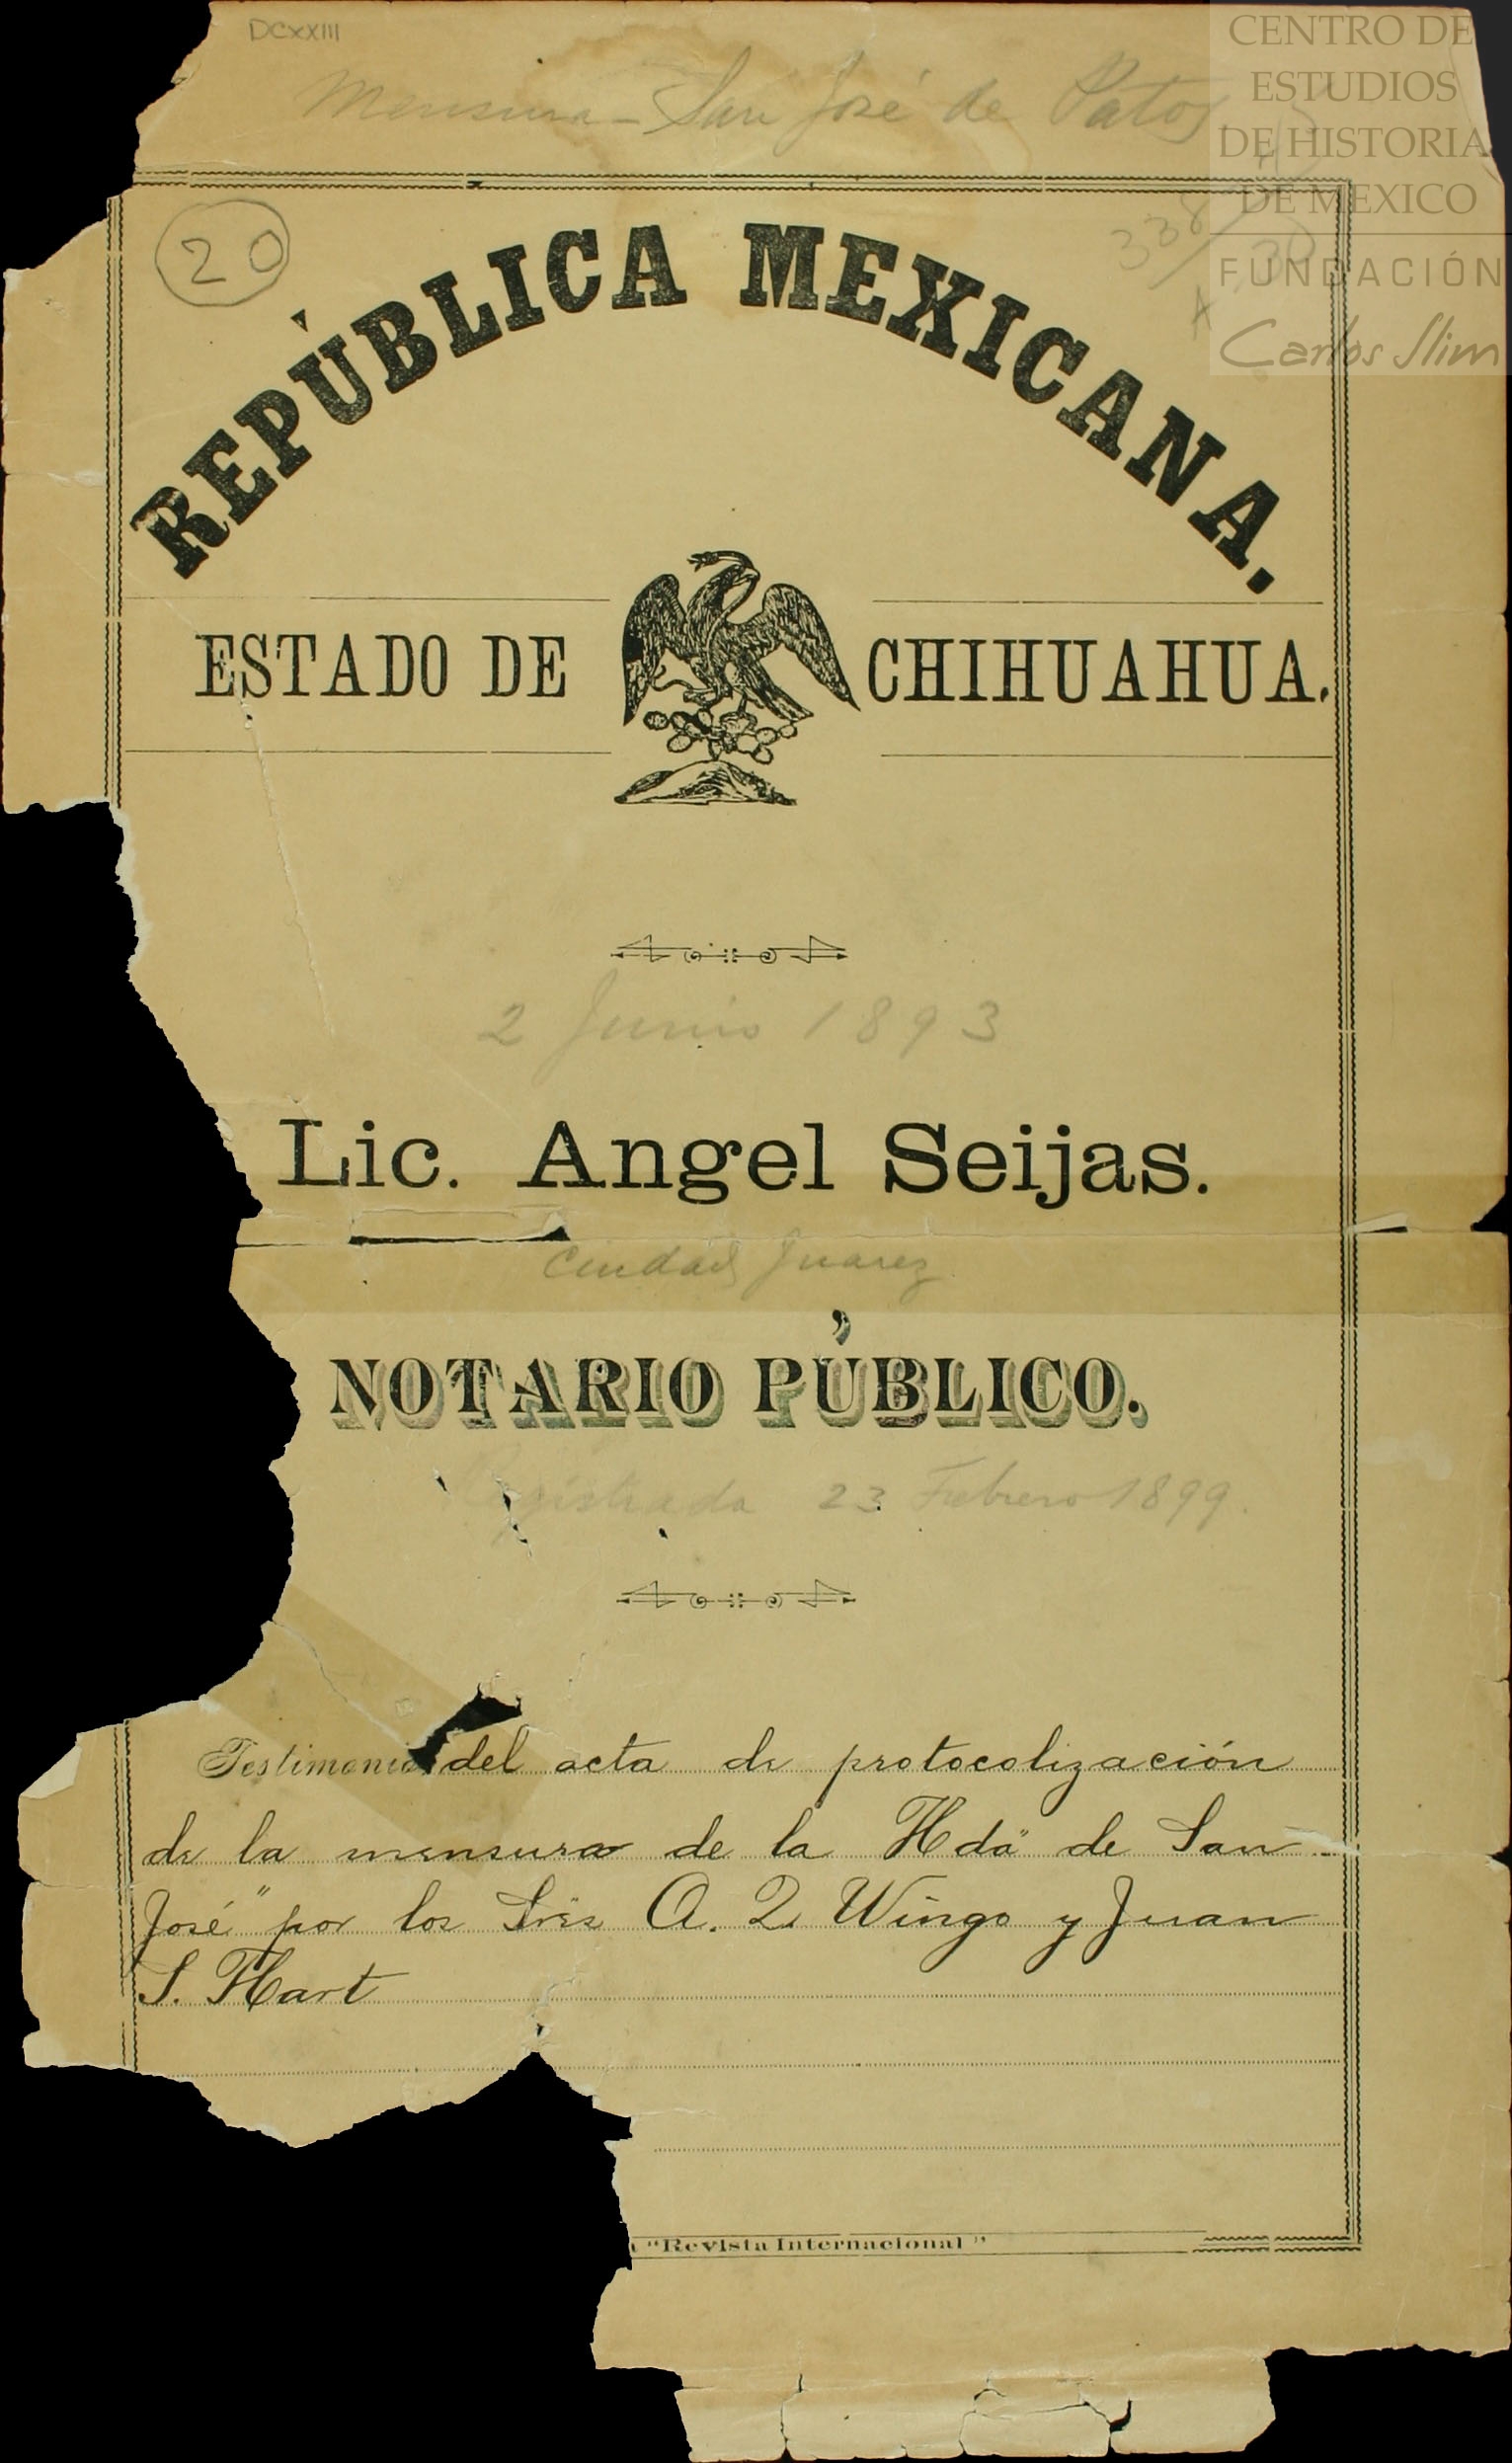 DCXXIII
Mensura - San José de Patos
CENTRO DE
ESTUDIOS
DE HISTORIA
DE MEXICO
FUNDACIÓN
Carlos Slim
20
338
REPÚBLICA MEXICANA.
ESTADO DE CHIHUAHUA.
2 Junio 1893
Lic. Angel Seijas.
Ciudad Juarez
NOTARIO PÚBLICO.
Registrada 23 Febrero 1899.
Testimonio del acta de protocolización
de la mensura de la Hda de San
José" por los Sres A. Q. Wingo y Juan
S. Hart
"Revista Internacional"